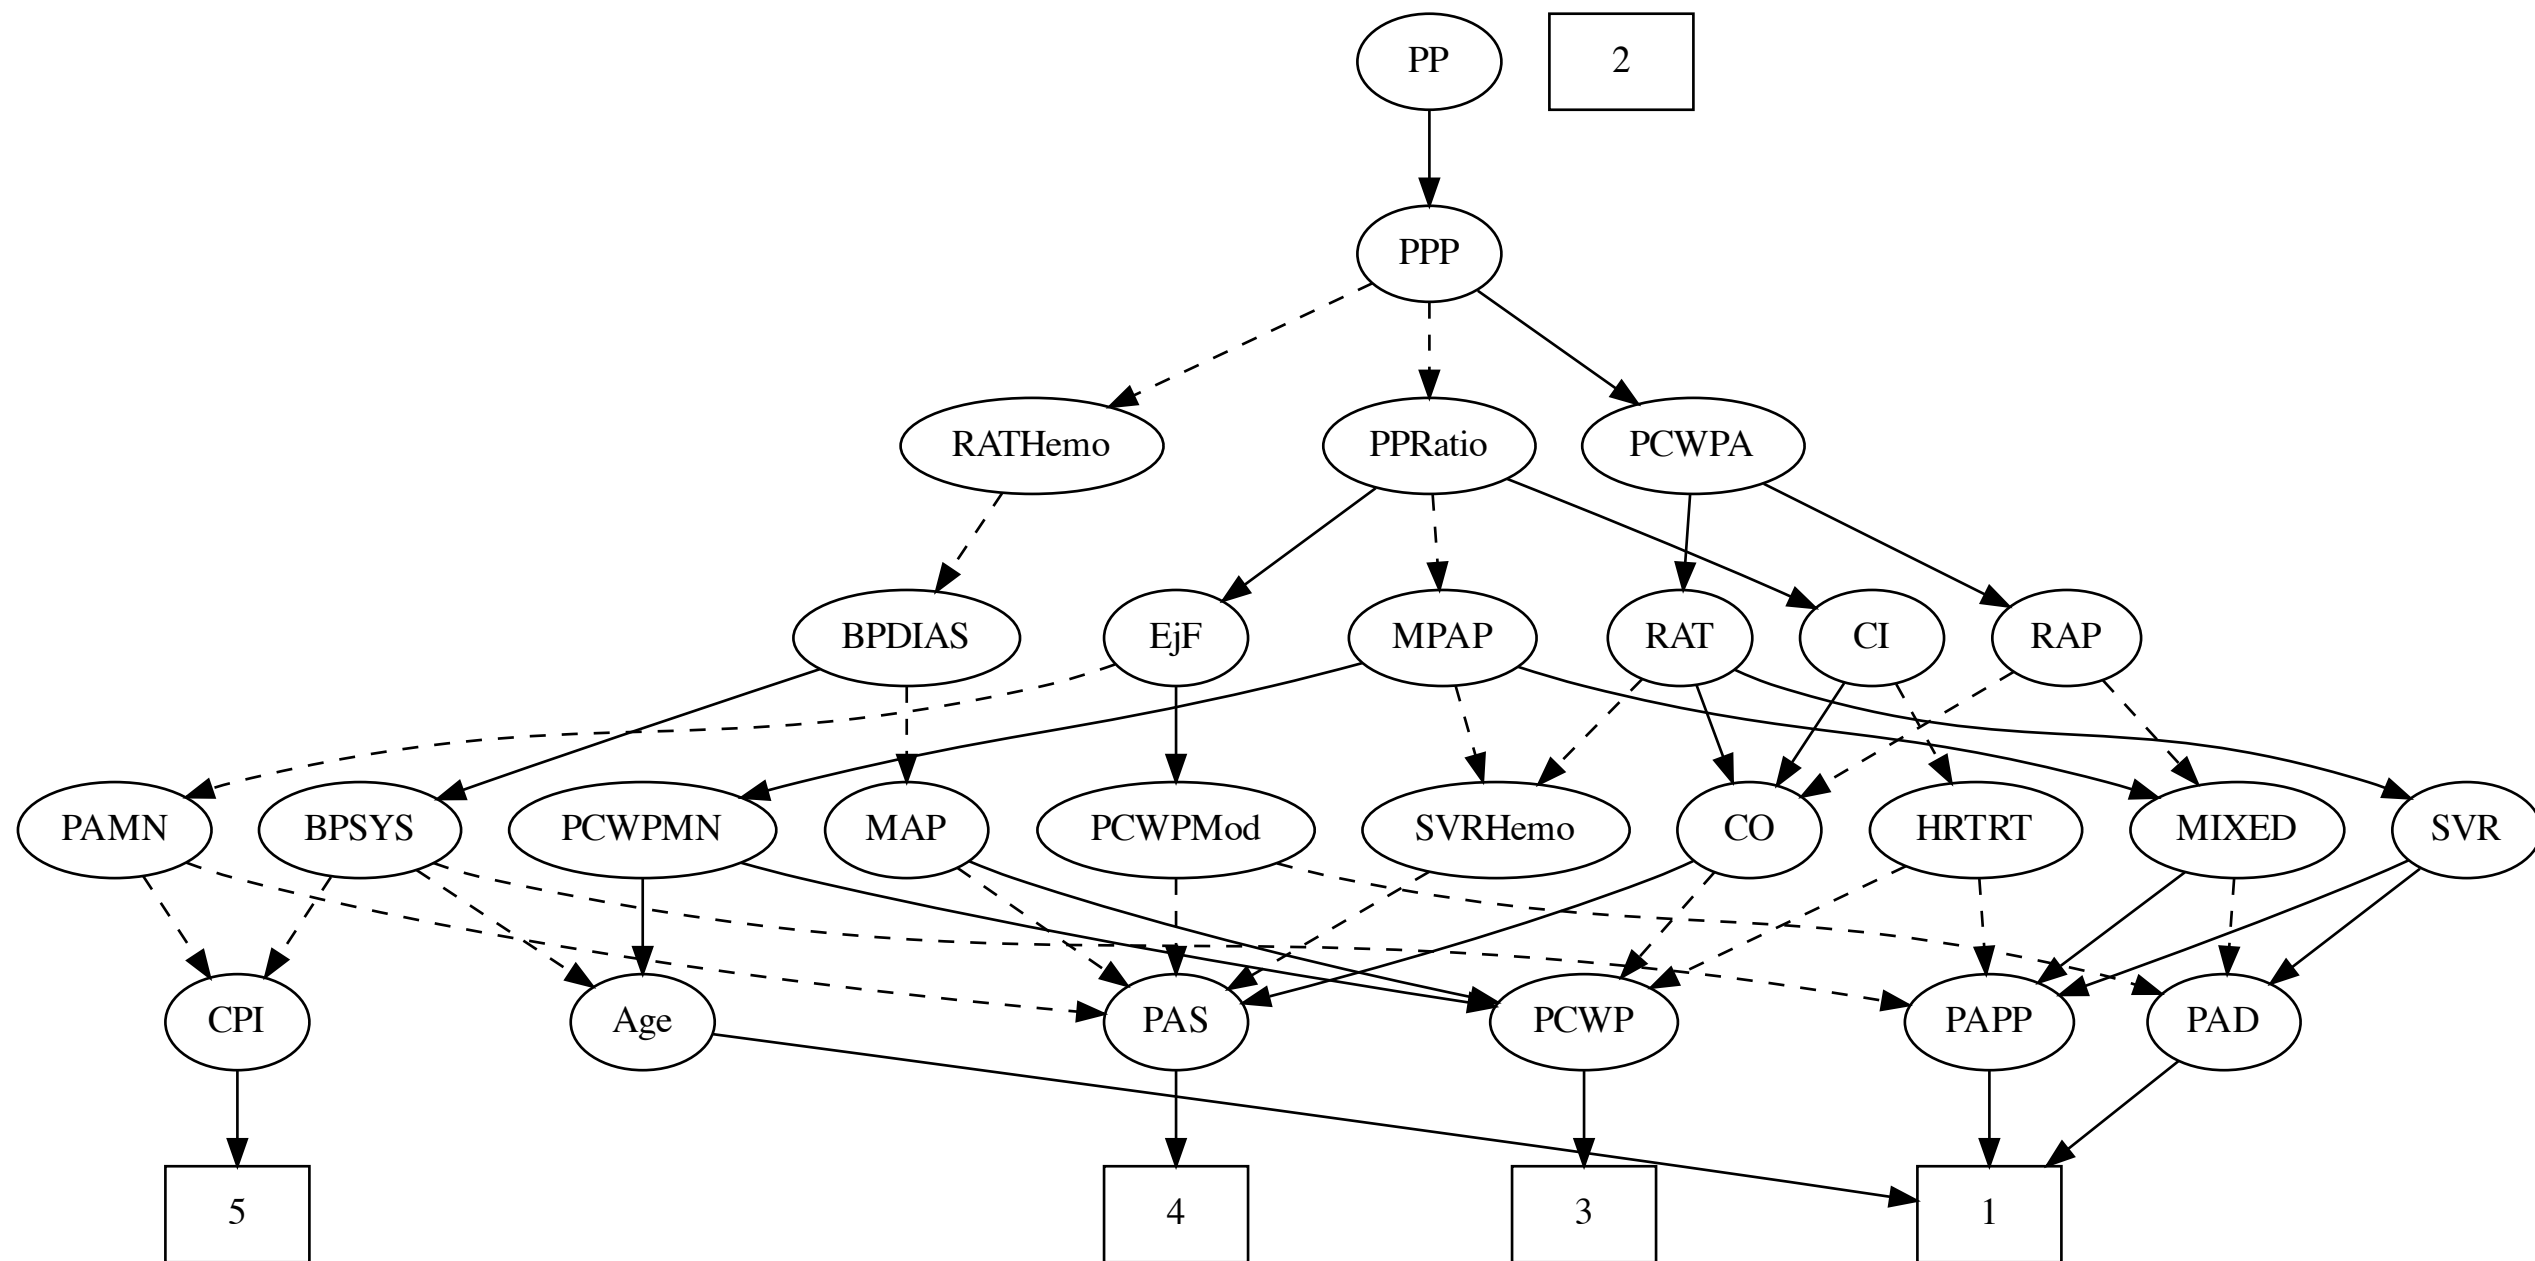 PP
2
PPP
RATHemo
PPRatio
PCWPA
BPDIAS
EjF
MPAP
RAT
CI
RAP
PAMN
BPSYS
PCWPMN
MAP
PCWPMod
SVRHemo
CO
HRTRT
MIXED
SVR
CPI
Age
PAS
PCWP
PAPP
PAD
5
4
3
1